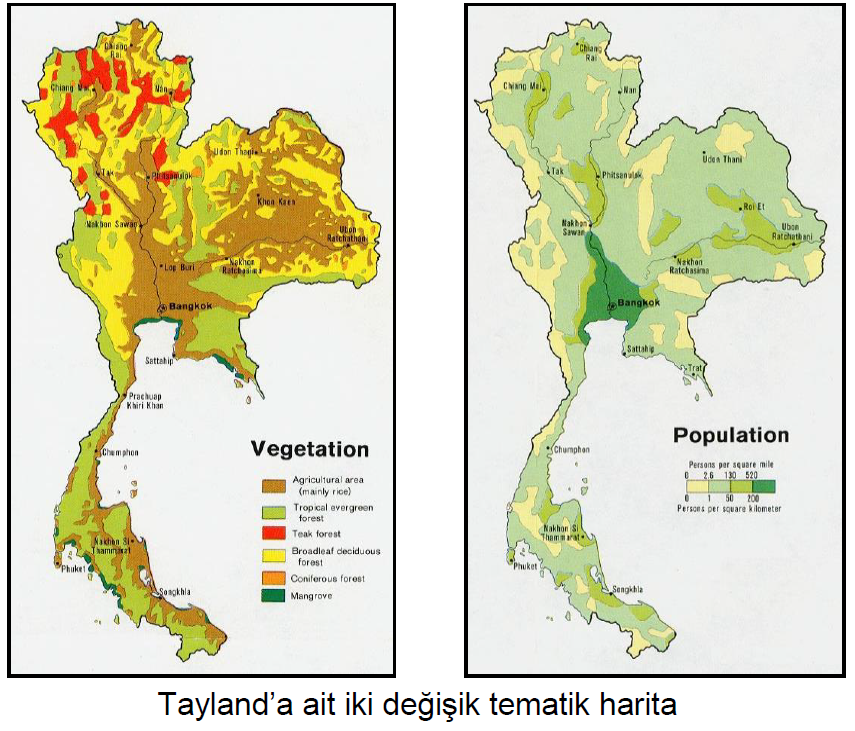 Chiang
Rai
Chiang Mai
Nan
Udon Thani
Tak
Phitsanulok
Khon Kaen
Nakhon Sawan
Ubon
Ratchathani
Lop Buri
Nakhon
Ratchasima
Bangkok
Sattahip
Prachuap
Khiri Khan
Chumphon
Nakhon Si
Thammarat
Phuket
Songkhla
Vegetation
Agricultural area
(mainly rice)
Tropical evergreen
forest
Teak forest
Broadleaf deciduous
forest
Coniferous forest
Mangrove
Chiang
Rai
Chiang Mai
Nan
Udon Thani
Tak
Phitsanulok
Roi Et
Nakhon
Sawan
Ubon
Ratchathani
Nakhon
Ratchasima
Bangkok
Sattahip
Trat
Chumphon
Nakhon Si
Thammarat
Phuket
Songkhla
Population
Persons per square mile
0 2.6 130 520
0 1 50 200
Persons per square kilometer
Tayland’a ait iki değişik tematik harita